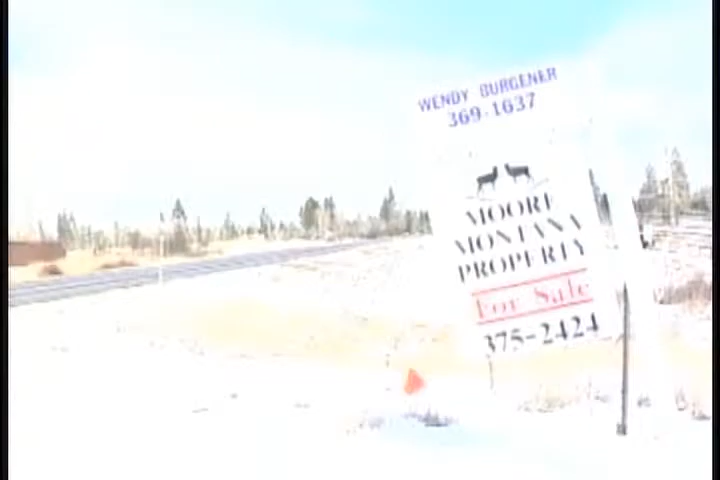 WENDY BURGENER
369-1637
MOORE
MONTANA
PROPERTY
For Sale
375-2424